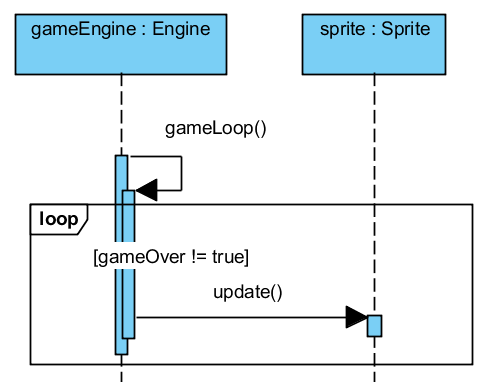 gameEngine : Engine
sprite : Sprite
gameLoop()
loop
[gameOver != true]
update()